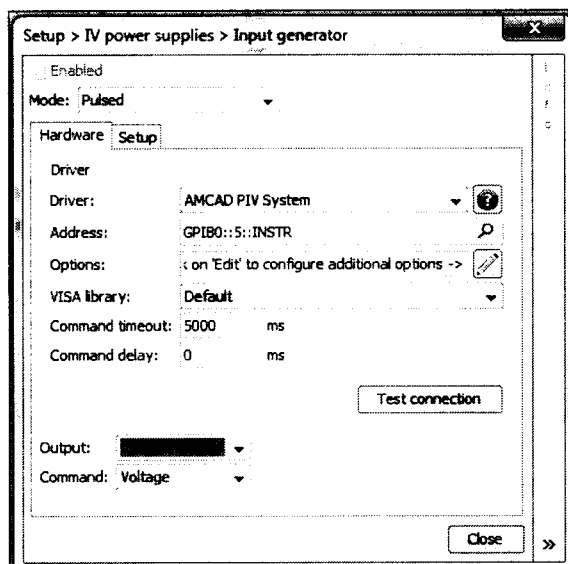 Setup > IV power supplies > Input generator
Enabled
Mode: Pulsed
Hardware Setup
Driver
Driver: AMCAD PIV System
Address: GPIB0::5::INSTR
Options: on 'Edit' to configure additional options ->
VISA library: Default
Command timeout: 5000 ms
Command delay: 0 ms
Test connection
Output:
Command: Voltage
Close »